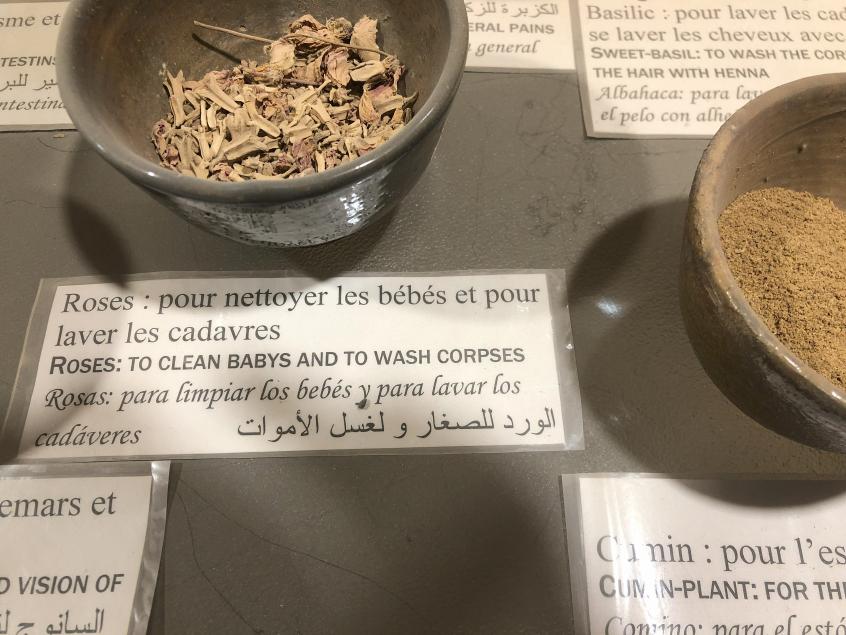 sme et
TESTINS
ntestina
الكزبرة للزك
ERAL PAINS
general
Basilic : pour laver les cad
se laver les cheveux avec
SWEET-BASIL: TO WASH THE COR
THE HAIR WITH HENNA
Albahaca: para lav
el pelo con alhe
Roses : pour nettoyer les bébés et pour
laver les cadavres
ROSES: TO CLEAN BABYS AND TO WASH CORPSES
Rosas: para limpiar los bebés y para lavar los
cadáveres الورد للصغار و لغسل الأموات
emars et
D VISION OF
السانوج
Cumin : pour l'es
CUMIN-PLANT: FOR THE
Comino: para el estó